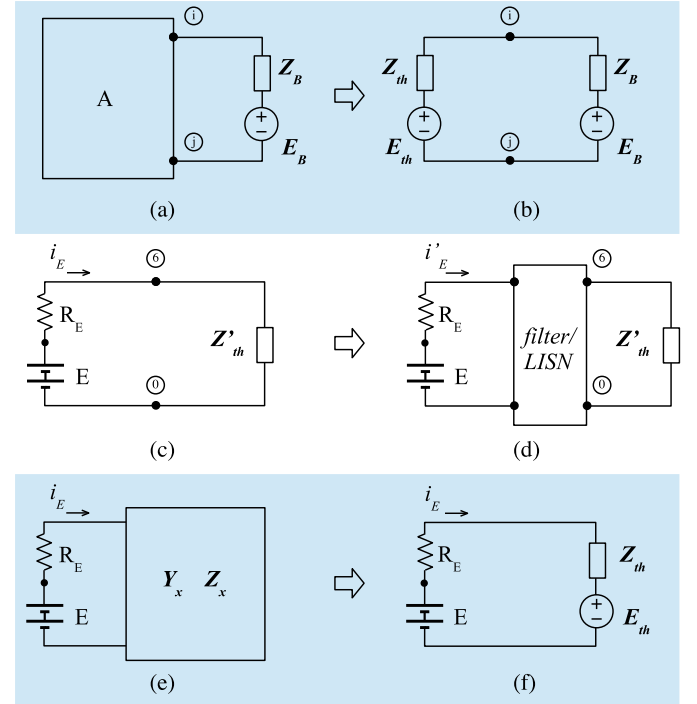 i i
A Z_B Z_th Z_B
+ + +
− − −
E_B E_th E_B
j j
(a) (b)
i_E 6 i'_E 6
R_E Z'_th R_E filter/ Z'_th
LISN
E E
0 0
(c) (d)
i_E i_E
R_E Y_x Z_x R_E Z_th
+
−
E E E_th
(e) (f)